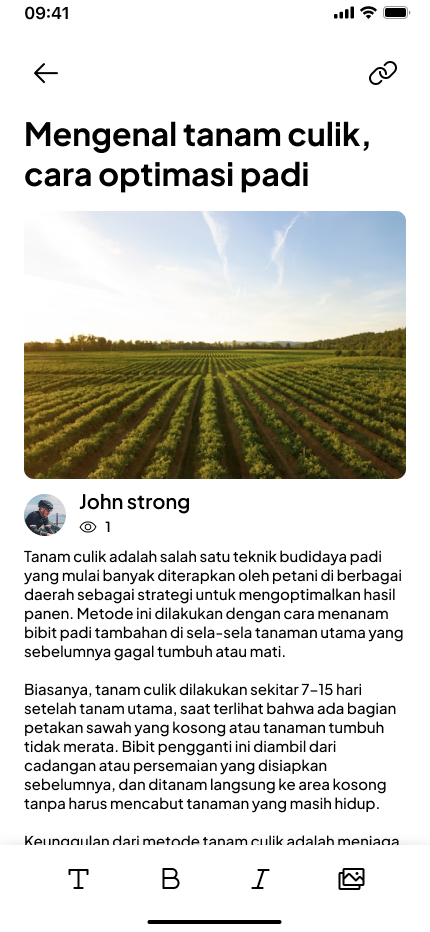 09:41
Mengenal tanam culik,
cara optimasi padi
John strong
1
Tanam culik adalah salah satu teknik budidaya padi
yang mulai banyak diterapkan oleh petani di berbagai
daerah sebagai strategi untuk mengoptimalkan hasil
panen. Metode ini dilakukan dengan cara menanam
bibit padi tambahan di sela-sela tanaman utama yang
sebelumnya gagal tumbuh atau mati.
Biasanya, tanam culik dilakukan sekitar 7–15 hari
setelah tanam utama, saat terlihat bahwa ada bagian
petakan sawah yang kosong atau tanaman tumbuh
tidak merata. Bibit pengganti ini diambil dari
cadangan atau persemaian yang disiapkan
sebelumnya, dan ditanam langsung ke area kosong
tanpa harus mencabut tanaman yang masih hidup.
Keunggulan dari metode tanam culik adalah menjaga
T B I